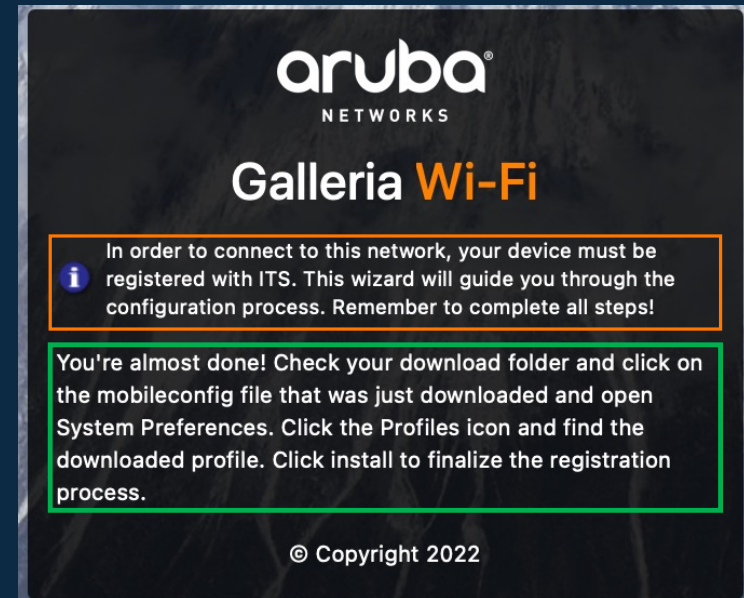 aruba
NETWORKS
Galleria Wi-Fi
In order to connect to this network, your device must be
registered with ITS. This wizard will guide you through the
configuration process. Remember to complete all steps!
You're almost done! Check your download folder and click on
the mobileconfig file that was just downloaded and open
System Preferences. Click the Profiles icon and find the
downloaded profile. Click install to finalize the registration
process.
© Copyright 2022